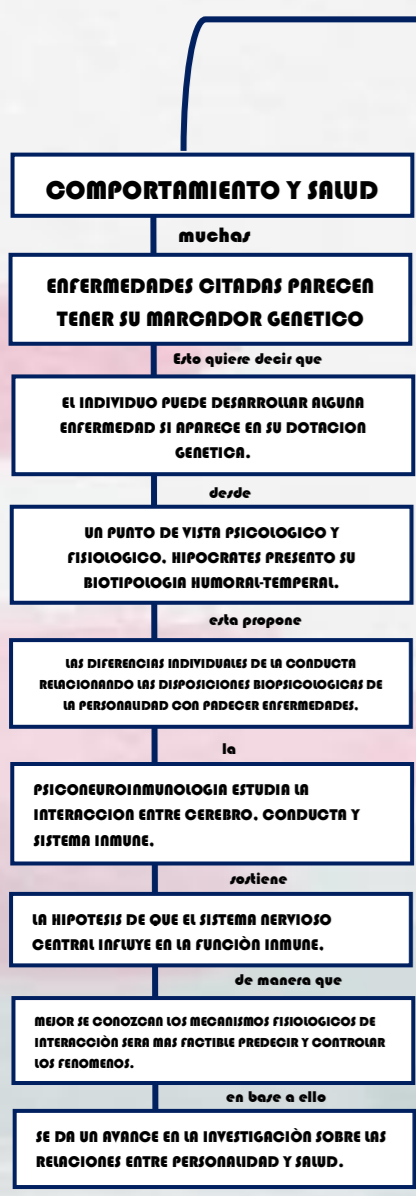 COMPORTAMIENTO Y SALUD
muchas
ENFERMEDADES CITADAS PARECEN
TENER SU MARCADOR GENETICO
Esto quiere decir que
EL INDIVIDUO PUEDE DESARROLLAR ALGUNA
ENFERMEDAD SI APARECE EN SU DOTACION
GENETICA.
desde
UN PUNTO DE VISTA PSICOLOGICO Y
FISIOLOGICO, HIPOCRATES PRESENTO SU
BIOTIPOLOGIA HUMORAL-TEMPERAL.
esta propone
LAS DIFERENCIAS INDIVIDUALES DE LA CONDUCTA
RELACIONANDO LAS DISPOSICIONES BIOPSICOLOGICAS DE
LA PERSONALIDAD CON PADECER ENFERMEDADES.
la
PSICONEUROINMUNOLOGIA ESTUDIA LA
INTERACCION ENTRE CEREBRO, CONDUCTA Y
SISTEMA INMUNE.
sostiene
LA HIPOTESIS DE QUE EL SISTEMA NERVIOSO
CENTRAL INFLUYE EN LA FUNCIÒN INMUNE.
de manera que
MEJOR SE CONOZCAN LOS MECANISMOS FISIOLOGICOS DE
INTERACCIÒN SERA MAS FACTIBLE PREDECIR Y CONTROLAR
LOS FENOMENOS.
en base a ello
SE DA UN AVANCE EN LA INVESTIGACIÒN SOBRE LAS
RELACIONES ENTRE PERSONALIDAD Y SALUD.